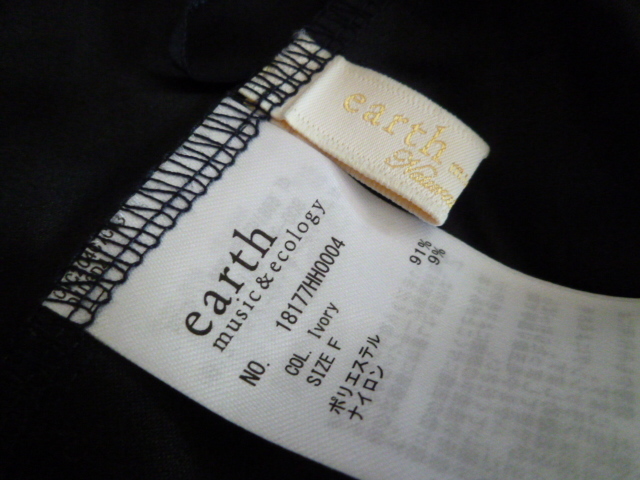 earth
earth
music&ecology
NO. 18177HH0004
COL. Ivory
SIZE F
ポリエステル 91%
ナイロン 9%